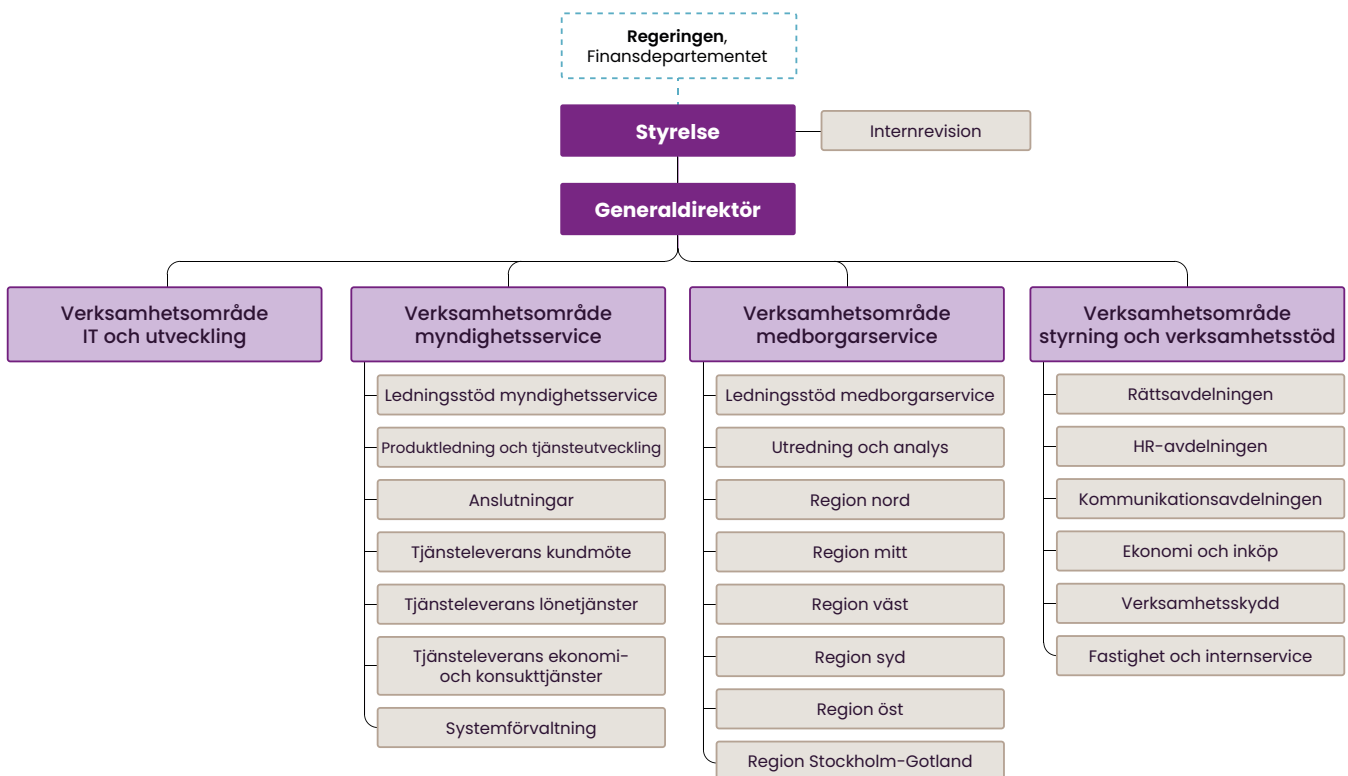 Regeringen,
Finansdepartementet
Styrelse
Internrevision
Generaldirektör
Verksamhetsområde
IT och utveckling
Verksamhetsområde
myndighetsservice
Ledningsstöd myndighetsservice
Produktledning och tjänsteutveckling
Anslutningar
Tjänsteleverans kundmöte
Tjänsteleverans lönetjänster
Tjänsteleverans ekonomi-
och konsukttjänster
Systemförvaltning
Verksamhetsområde
medborgarservice
Ledningsstöd medborgarservice
Utredning och analys
Region nord
Region mitt
Region väst
Region syd
Region öst
Region Stockholm-Gotland
Verksamhetsområde
styrning och verksamhetsstöd
Rättsavdelningen
HR-avdelningen
Kommunikationsavdelningen
Ekonomi och inköp
Verksamhetsskydd
Fastighet och internservice